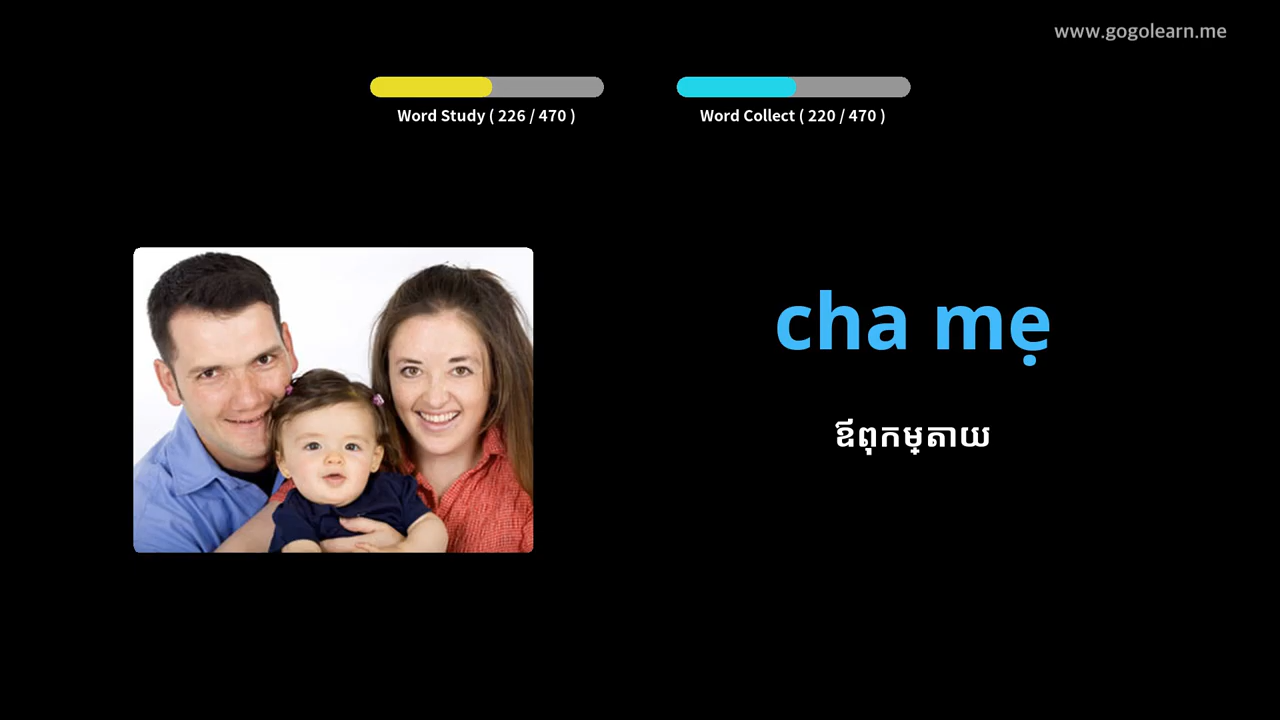 www.gogolearn.me
Word Study ( 226 / 470 )
Word Collect ( 220 / 470 )
cha mẹ
ឪពុកម្តាយ